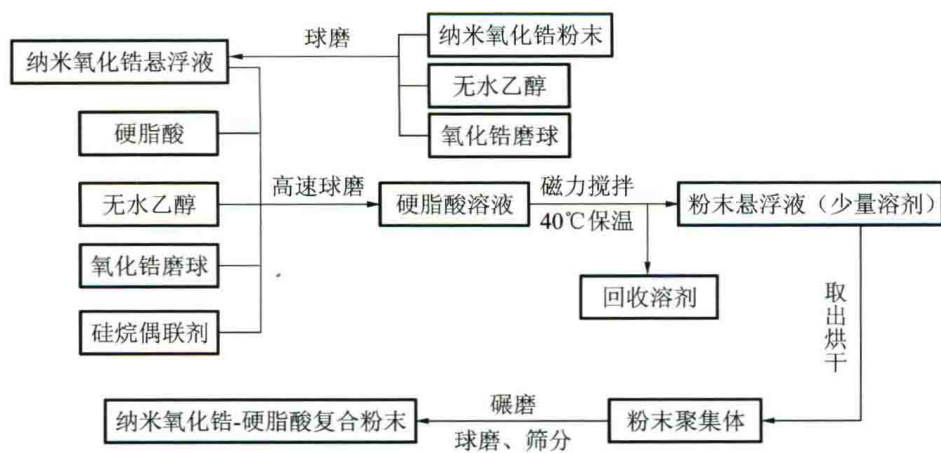 球磨
纳米氧化锆粉末
纳米氧化锆悬浮液
无水乙醇
硬脂酸
氧化锆磨球
无水乙醇
高速球磨
硬脂酸溶液
磁力搅拌
40℃保温
粉末悬浮液（少量溶剂）
氧化锆磨球
回收溶剂
硅烷偶联剂
取出烘干
纳米氧化锆-硬脂酸复合粉末
碾磨
球磨、筛分
粉末聚集体